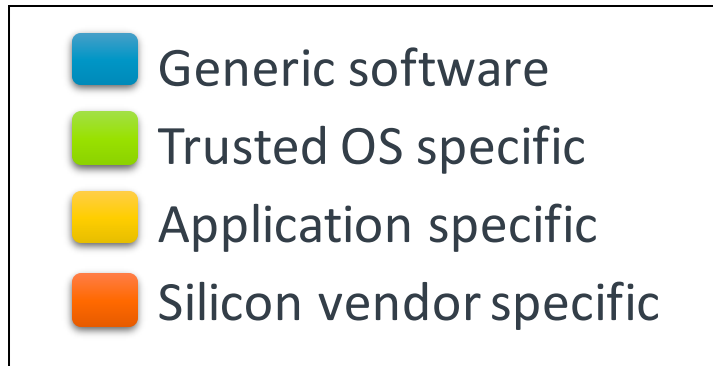 Generic software
Trusted OS specific
Application specific
Silicon vendor specific